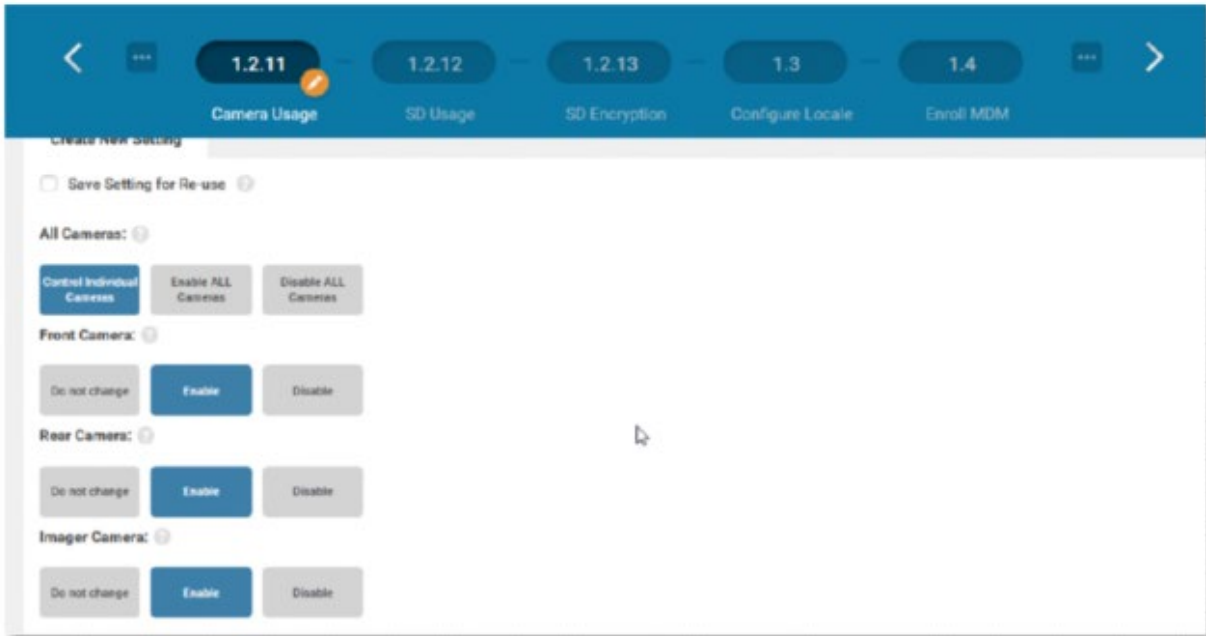 1.2.11 1.2.12 1.2.13 1.3 1.4
Camera Usage SD Usage SD Encryption Configure Locale Enroll MDM
Create New Setting
Save Setting for Re-use ?
All Cameras: ?
Control Individual Cameras
Enable ALL Cameras
Disable ALL Cameras
Front Camera: ?
Do not change Enable Disable
Rear Camera: ?
Do not change Enable Disable
Imager Camera: ?
Do not change Enable Disable